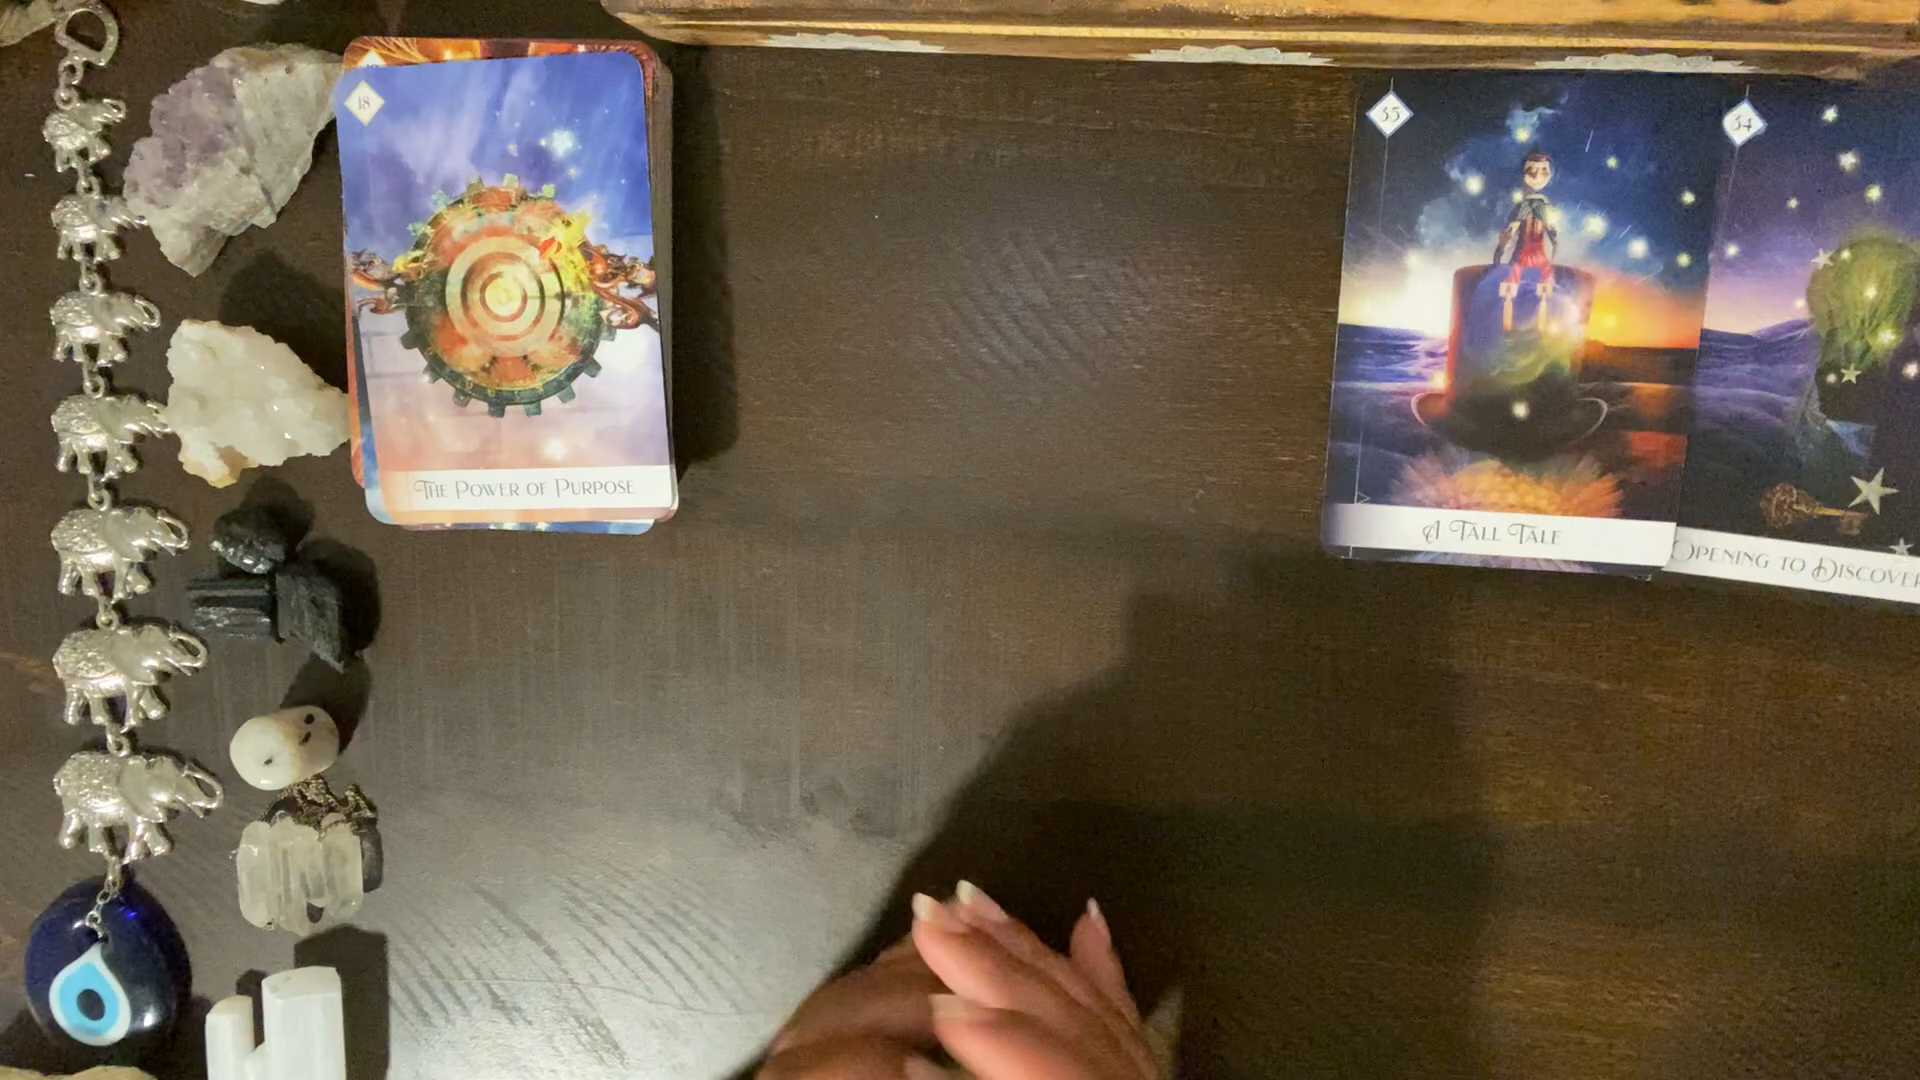 18
THE POWER OF PURPOSE
35
A TALL TALE
34
OPENING TO DISCOVER